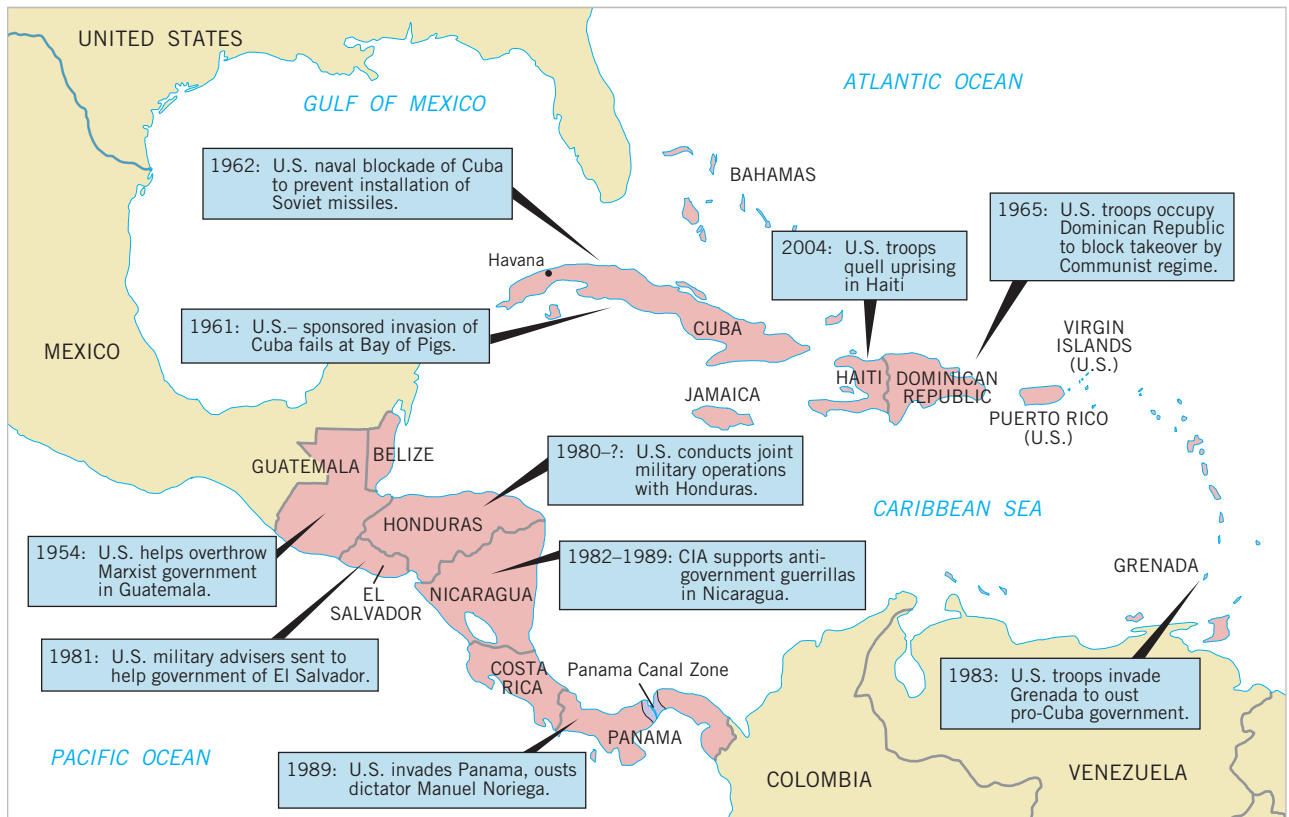 UNITED STATES
GULF OF MEXICO
ATLANTIC OCEAN
1962: U.S. naval blockade of Cuba
to prevent installation of
Soviet missiles.
BAHAMAS
1965: U.S. troops occupy
Dominican Republic
to block takeover by
Communist regime.
2004: U.S. troops
quell uprising
in Haiti
Havana
1961: U.S.– sponsored invasion of
Cuba fails at Bay of Pigs.
CUBA
MEXICO
VIRGIN
ISLANDS
(U.S.)
HAITI
DOMINICAN
REPUBLIC
JAMAICA
PUERTO RICO
(U.S.)
BELIZE
GUATEMALA
1980–?: U.S. conducts joint
military operations
with Honduras.
CARIBBEAN SEA
HONDURAS
1954: U.S. helps overthrow
Marxist government
in Guatemala.
1982–1989: CIA supports anti-
government guerrillas
in Nicaragua.
GRENADA
EL
SALVADOR
NICARAGUA
1981: U.S. military advisers sent to
help government of El Salvador.
COSTA
RICA
Panama Canal Zone
1983: U.S. troops invade
Grenada to oust
pro-Cuba government.
PANAMA
PACIFIC OCEAN
1989: U.S. invades Panama, ousts
dictator Manuel Noriega.
COLOMBIA
VENEZUELA